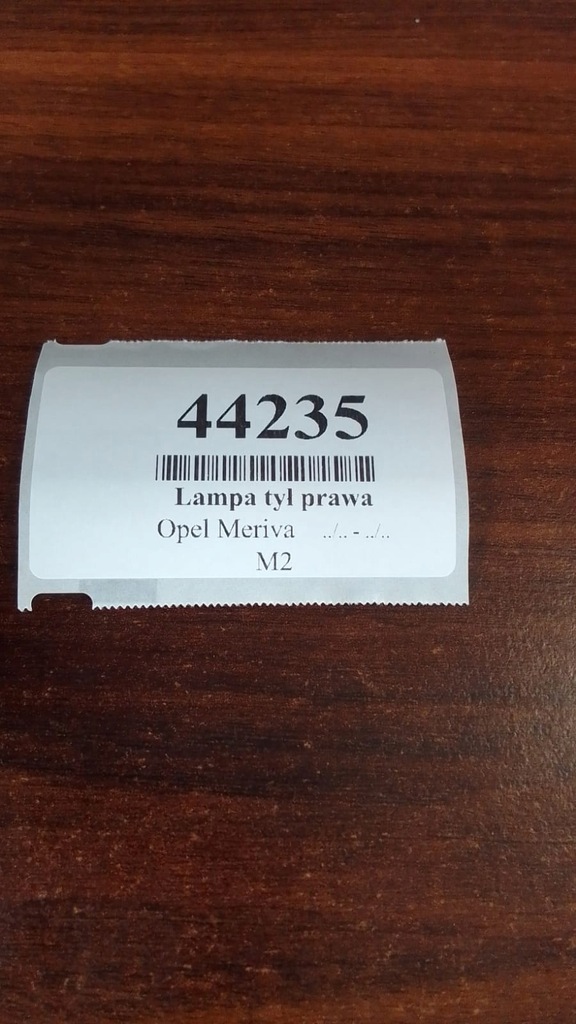 44235
Lampa tył prawa
Opel Meriva ../.. - ../..
M2